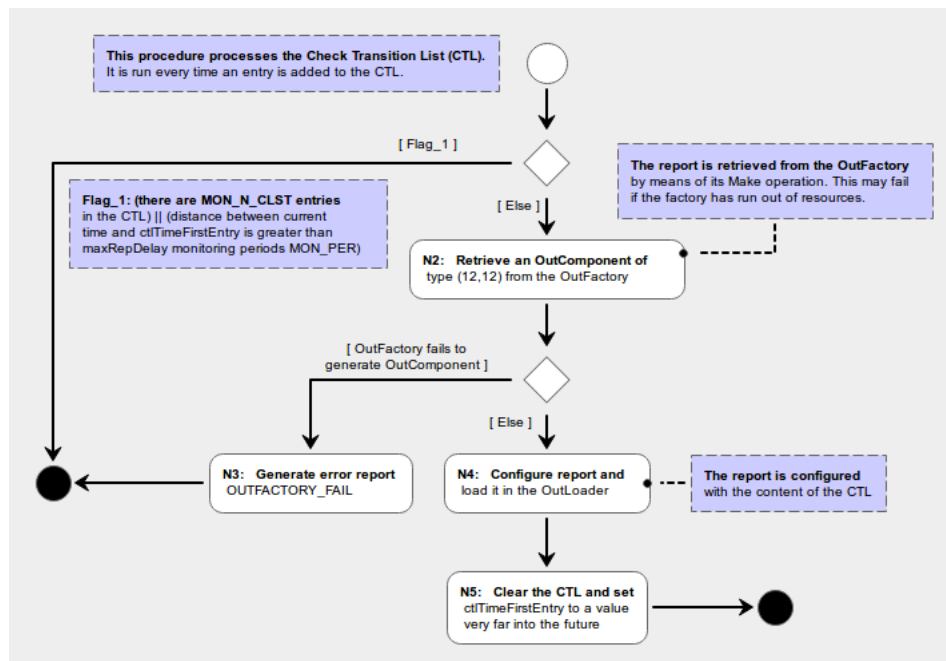 This procedure processes the Check Transition List (CTL).
It is run every time an entry is added to the CTL.
[ Flag_1 ]
The report is retrieved from the OutFactory
by means of its Make operation. This may fail
if the factory has run out of resources.
Flag_1: (there are MON_N_CLST entries
in the CTL) || (distance between current
time and ctlTimeFirstEntry is greater than
maxRepDelay monitoring periods MON_PER)
[ Else ]
N2: Retrieve an OutComponent of
type (12,12) from the OutFactory
[ OutFactory fails to
generate OutComponent ]
[ Else ]
N3: Generate error report
OUTFACTORY_FAIL
N4: Configure report and
load it in the OutLoader
The report is configured
with the content of the CTL
N5: Clear the CTL and set
ctlTimeFirstEntry to a value
very far into the future